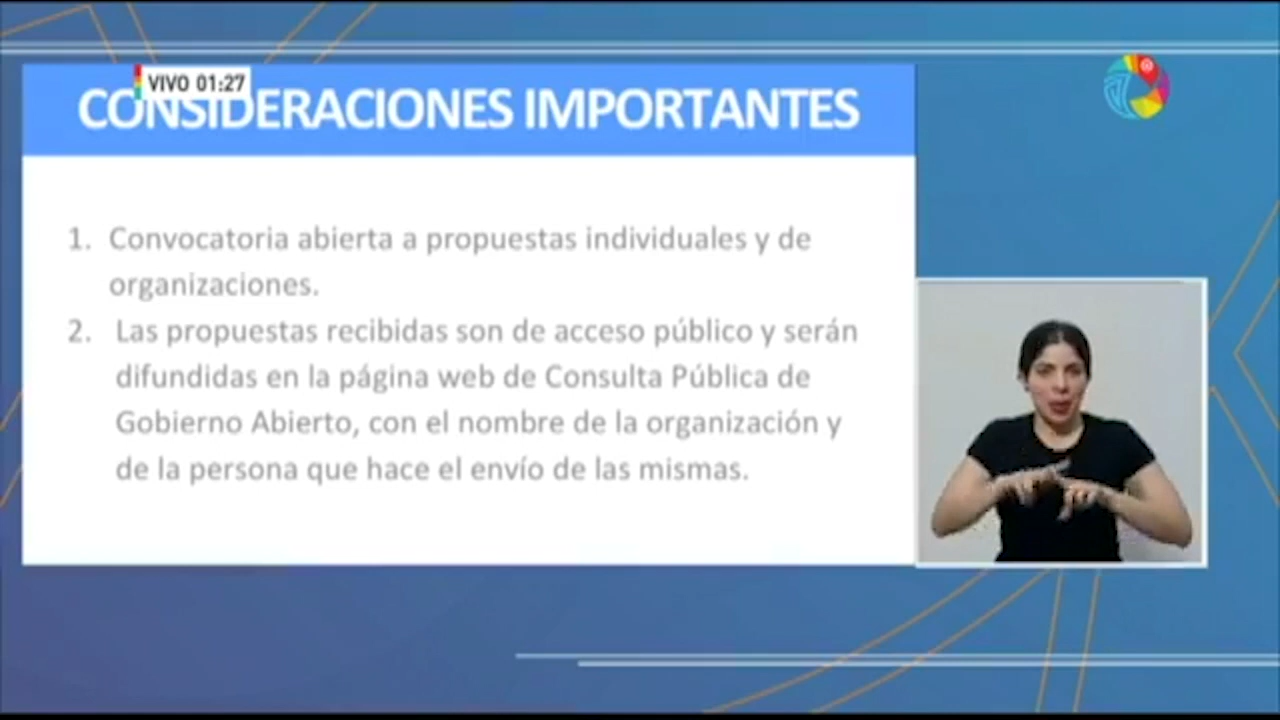 VIVO 01:27
CONSIDERACIONES IMPORTANTES
1. Convocatoria abierta a propuestas individuales y de
organizaciones.
2. Las propuestas recibidas son de acceso público y serán
difundidas en la página web de Consulta Pública de
Gobierno Abierto, con el nombre de la organización y
de la persona que hace el envío de las mismas.